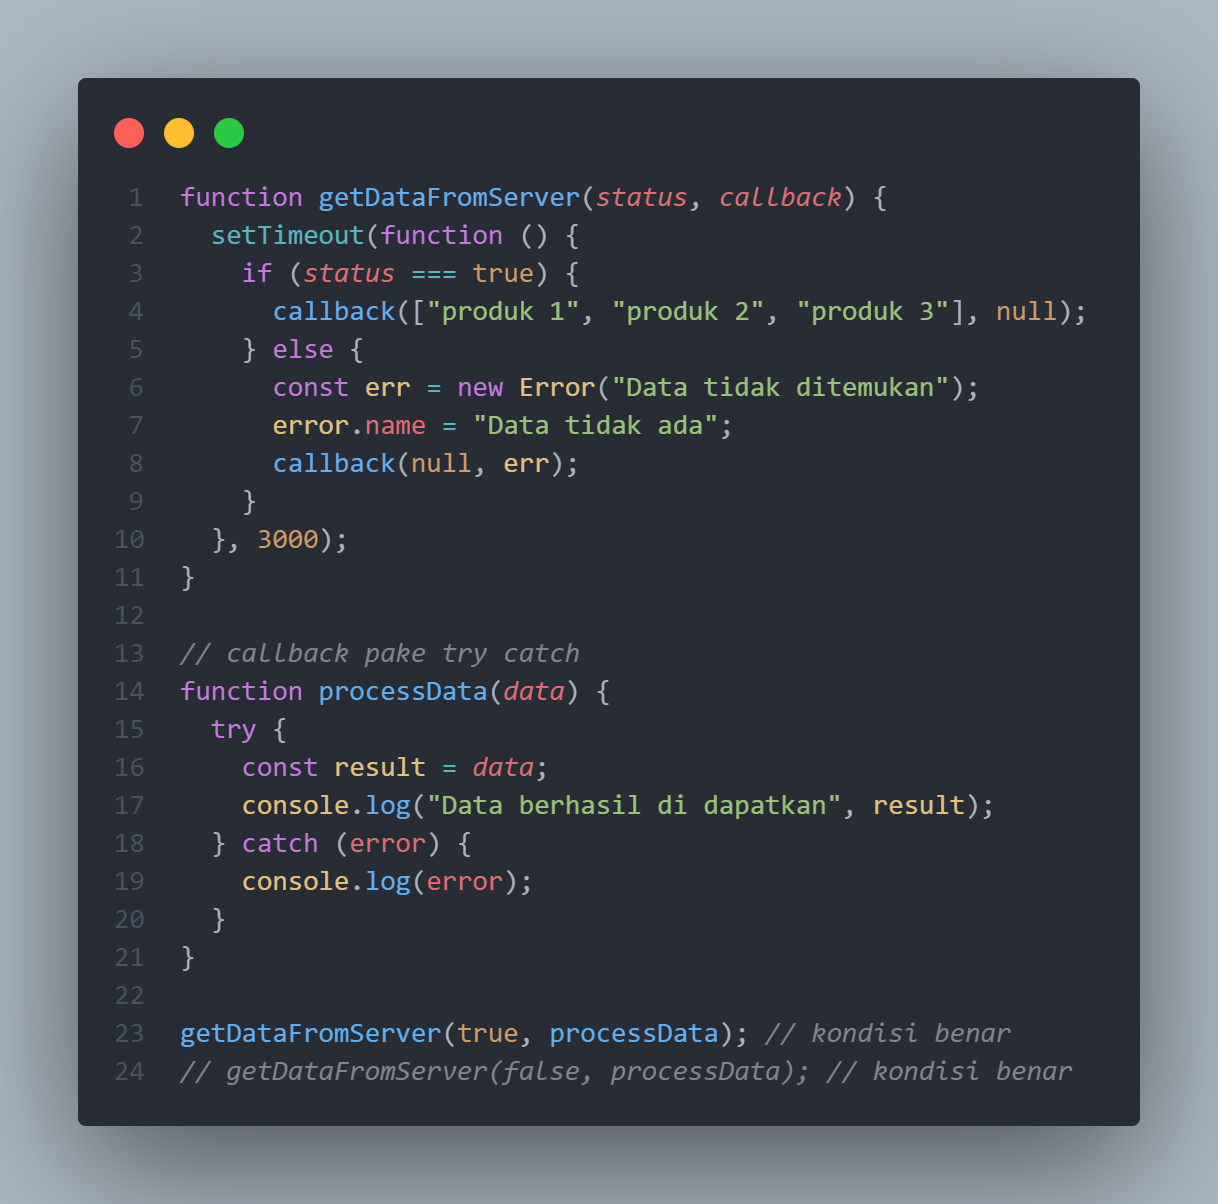 1 function getDataFromServer(status, callback) {
2   setTimeout(function () {
3     if (status === true) {
4       callback(["produk 1", "produk 2", "produk 3"], null);
5     } else {
6       const err = new Error("Data tidak ditemukan");
7       error.name = "Data tidak ada";
8       callback(null, err);
9     }
10   }, 3000);
11 }
12
13 // callback pake try catch
14 function processData(data) {
15   try {
16     const result = data;
17     console.log("Data berhasil di dapatkan", result);
18   } catch (error) {
19     console.log(error);
20   }
21 }
22
23 getDataFromServer(true, processData); // kondisi benar
24 // getDataFromServer(false, processData); // kondisi benar